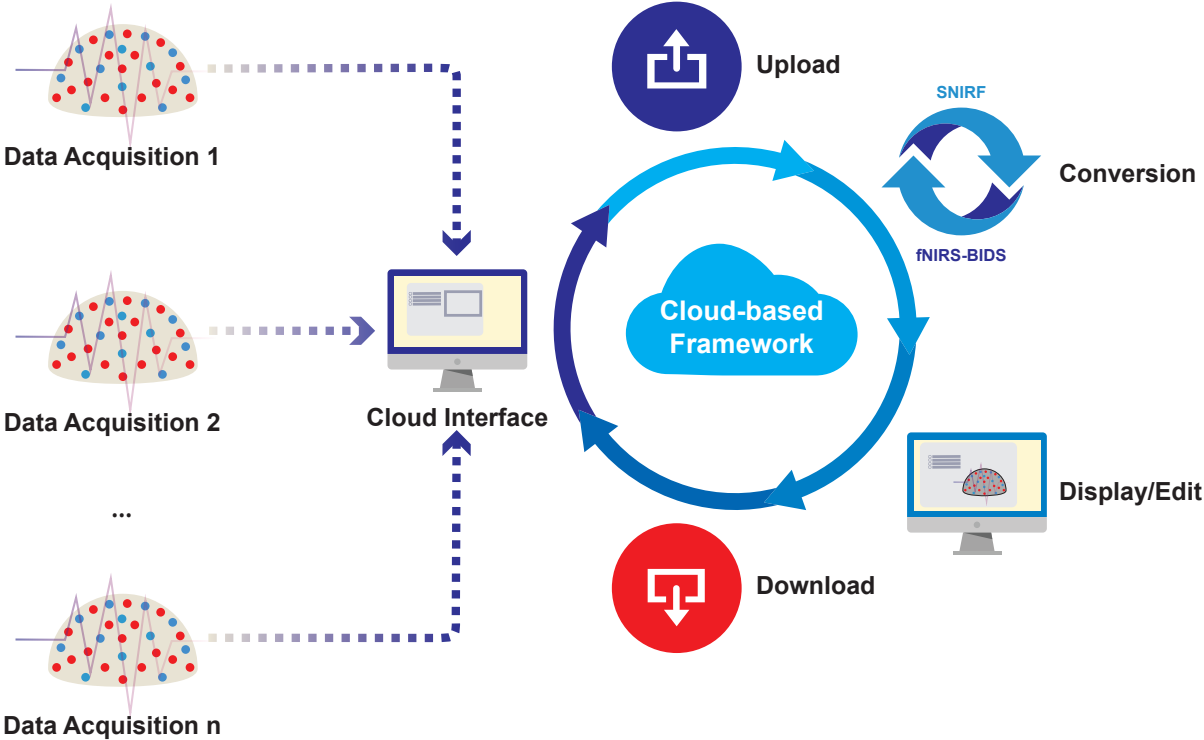 Data Acquisition 1
Data Acquisition 2
...
Data Acquisition n
Cloud Interface
Upload
SNIRF
fNIRS-BIDS
Conversion
Cloud-based
Framework
Display/Edit
Download